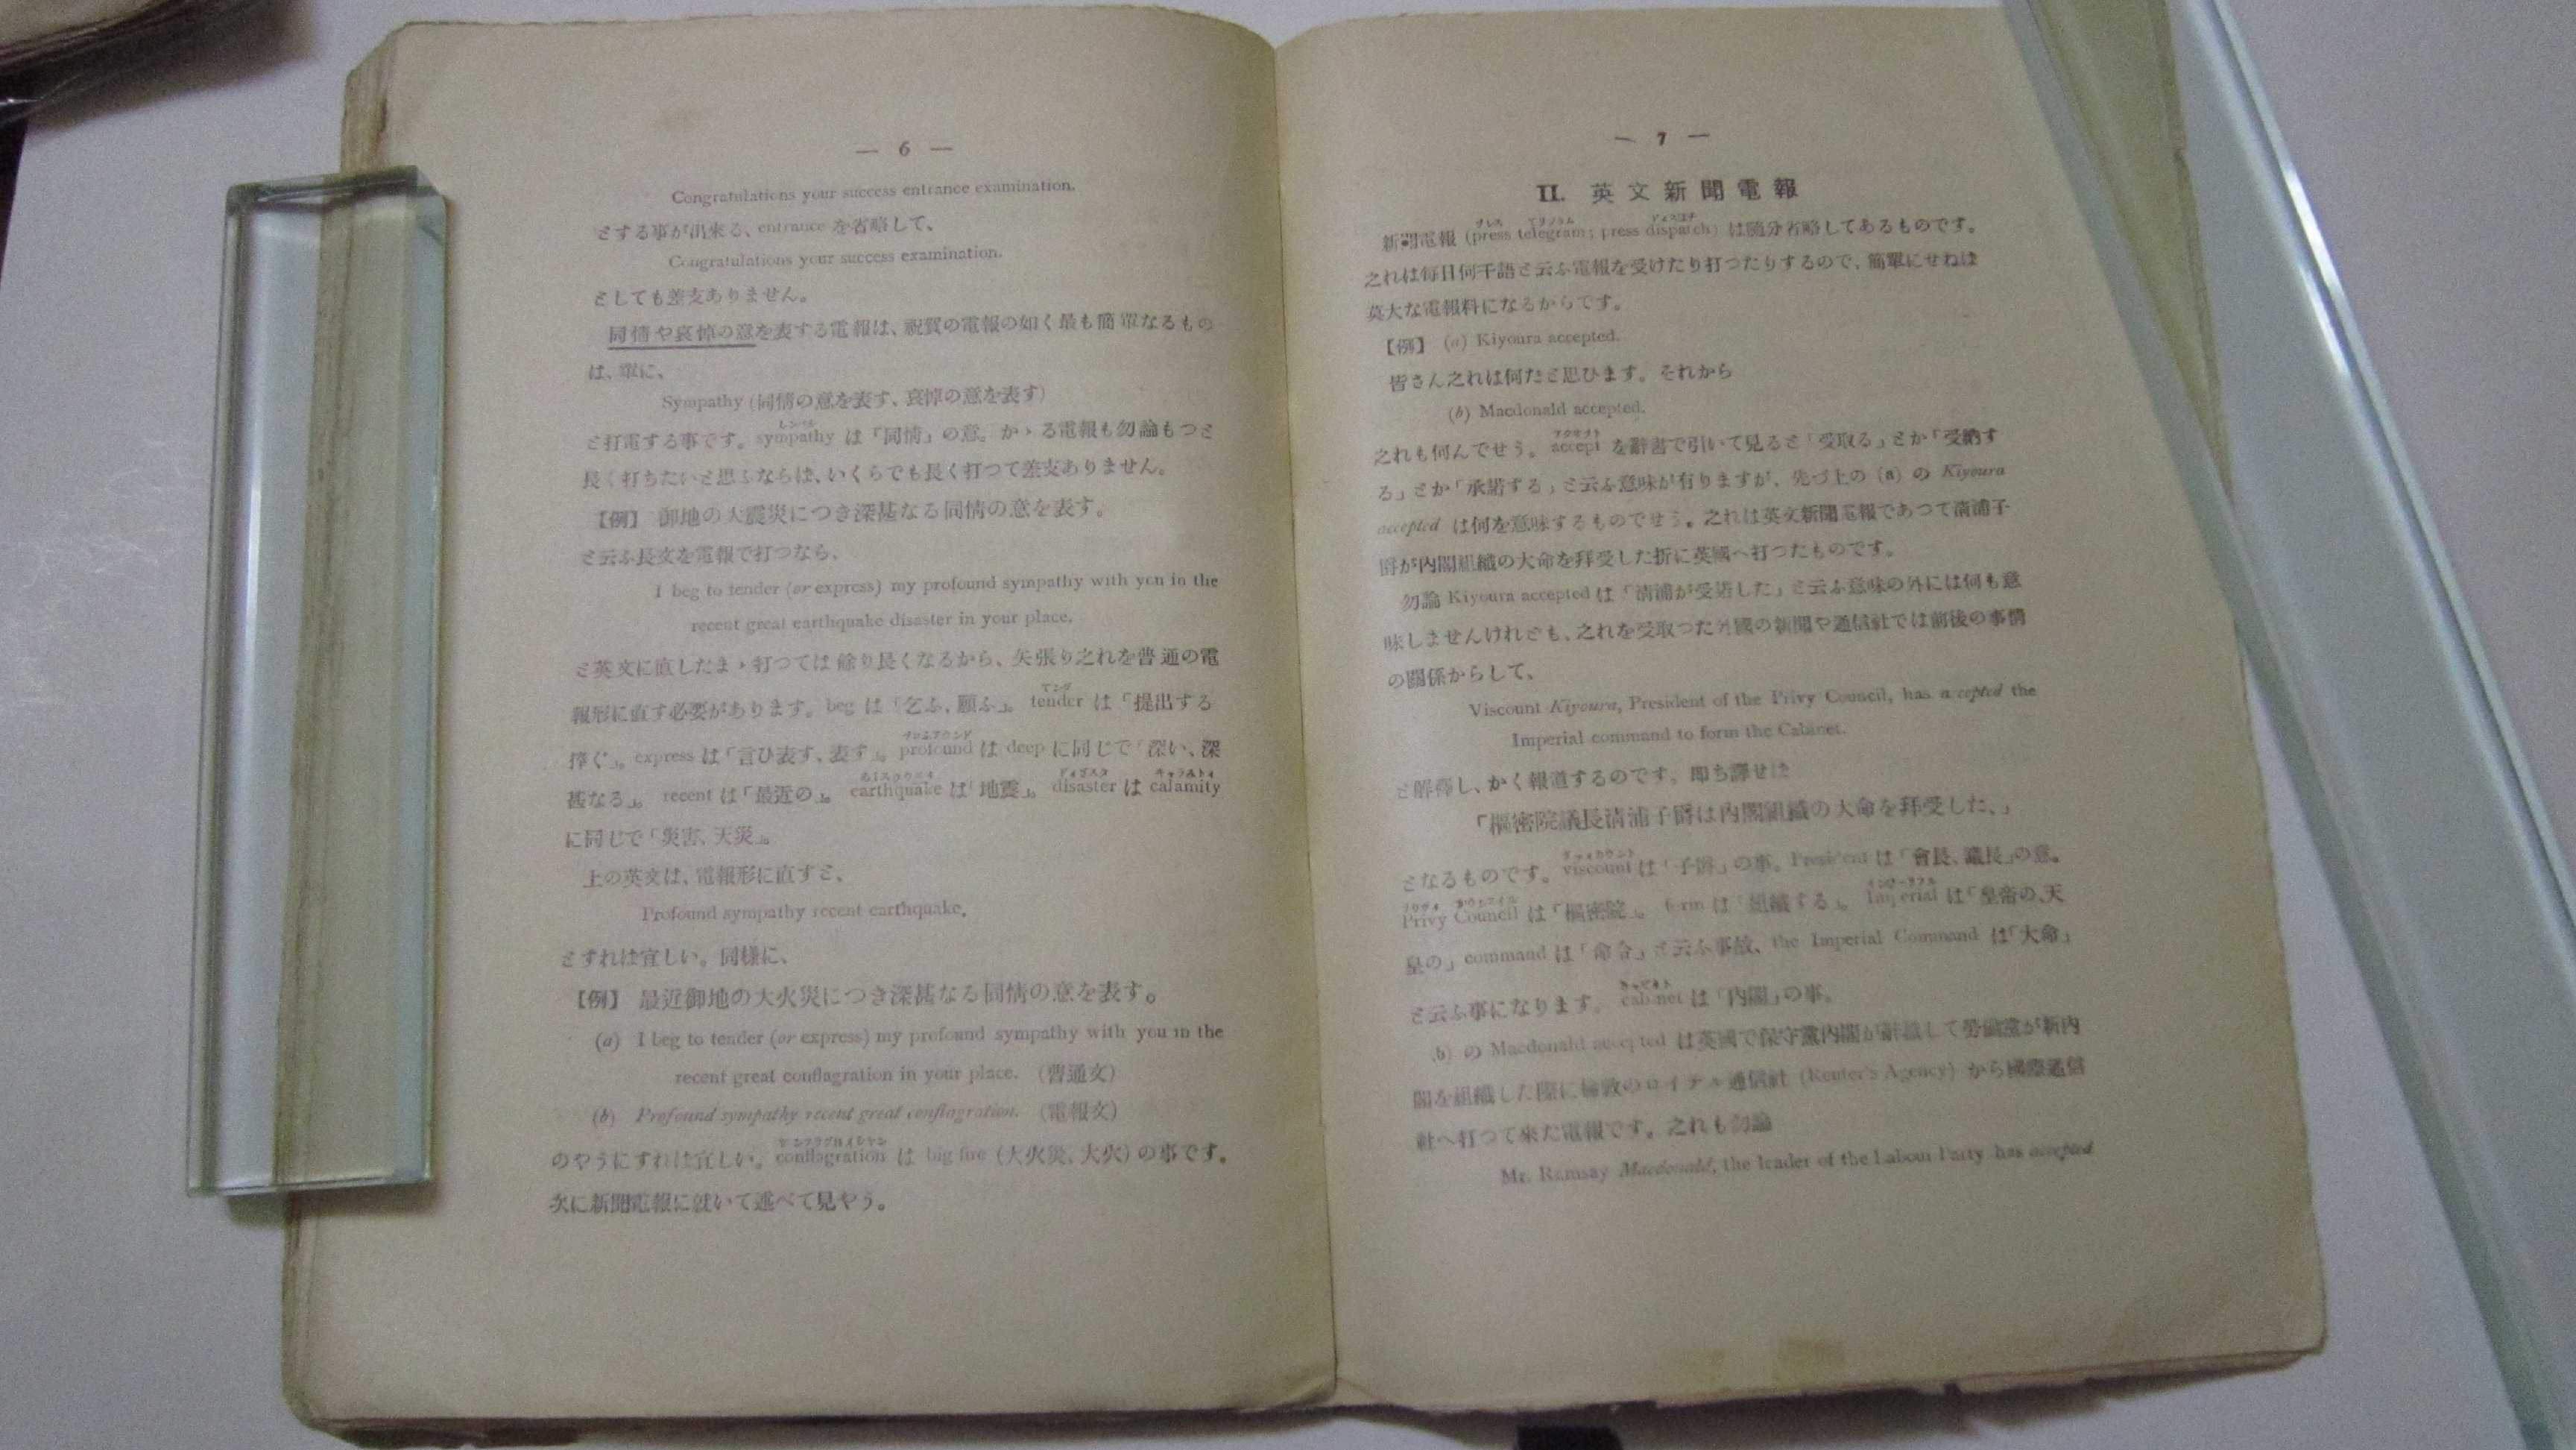 — 6 —
Congratulations your success entrance examination.
とする事が出來る、entrance を省略して、
Congratulations your success examination.
としても差支ありません。
同情や哀悼の意を表する電報は、祝賀の電報の如く最も簡單なるもの
は、單に、
Sympathy (同情の意を表す、哀悼の意を表す)
と打電する事です。sympathy は「同情」の意。かゝる電報も勿論もつと
長く打ちたいと思ふならば、いくらでも長く打つて差支ありません。
【例】 御地の大震災につき深甚なる同情の意を表す。
と云ふ長文を電報で打つなら、
I beg to tender (or express) my profound sympathy with you in the
recent great earthquake disaster in your place.
と英文に直したまゝ打つては餘り長くなるから、矢張り之れを普通の電
報形に直す必要があります。beg は「乞ふ、願ふ」。 tender は「提出する
捧ぐ」。express は「言ひ表す、表す」。profound は deep に同じで「深い、深
甚なる」。 recent は「最近の」。 earthquake は「地震」。 disaster は calamity
に同じで「災害、天災」。
上の英文は、電報形に直すと、
Profound sympathy recent earthquake.
とすれば宜しい。同樣に、
【例】 最近御地の大火災につき深甚なる同情の意を表す。
(a) I beg to tender (or express) my profound sympathy with you in the
recent great conflagration in your place. (普通文)
(b) Profound sympathy recent great conflagration. (電報文)
のやうにすれば宜しい。conflagration は big fire (大火災、大火) の事です。
次に新聞電報に就いて述べて見やう。
— 7 —
II. 英文新聞電報
プレス テリグラム ディスパチ
新聞電報 (press telegram; press dispatch) は隨分省略してあるものです。
之れは每日何千語と云ふ電報を受けたり打つたりするので、簡單にせねば
莫大な電報料になるからです。
【例】 (a) Kiyoura accepted.
皆さん之れは何だと思ひます。それから
(b) Macdonald accepted.
アクセプト
之れも何んでせう。accept を辭書で引いて見ると「受取る」とか「受納す
る」とか「承諾する」と云ふ意味が有りますが、先づ上の (a) の Kiyoura
accepted は何を意味するものでせう。之れは英文新聞電報であつて淸浦子
爵が內閣組織の大命を拜受した折に英國へ打つたものです。
勿論 Kiyoura accepted は「淸浦が受諾した」と云ふ意味の外には何も意
味しませんけれども、之れを受取つた外國の新聞や通信社では前後の事情
の關係からして、
Viscount Kiyoura, President of the Privy Council, has accepted the
Imperial command to form the Cabinet.
と解釋し、かく報道するのです。卽ち譯せば
「樞密院議長淸浦子爵は內閣組織の大命を拜受した、」
となるものです。viscount は「子爵」の事。President は「會長、議長」の意。
Privy Council は「樞密院」。 form は「組織する」。 Imperial は「皇帝の、天
皇の」command は「命令」と云ふ事故、the Imperial Command は「大命」
と云ふ事になります。 cabinet は「內閣」の事。
(b) の Macdonald accepted は英國で保守黨內閣が辭職して勞働黨が新內
閣を組織した際に倫敦のロイテル通信社 (Reuter's Agency) から國際通信
社へ打つて來た電報です。之れも勿論
Mr. Ramsay Macdonald, the leader of the Labour Party has accepted